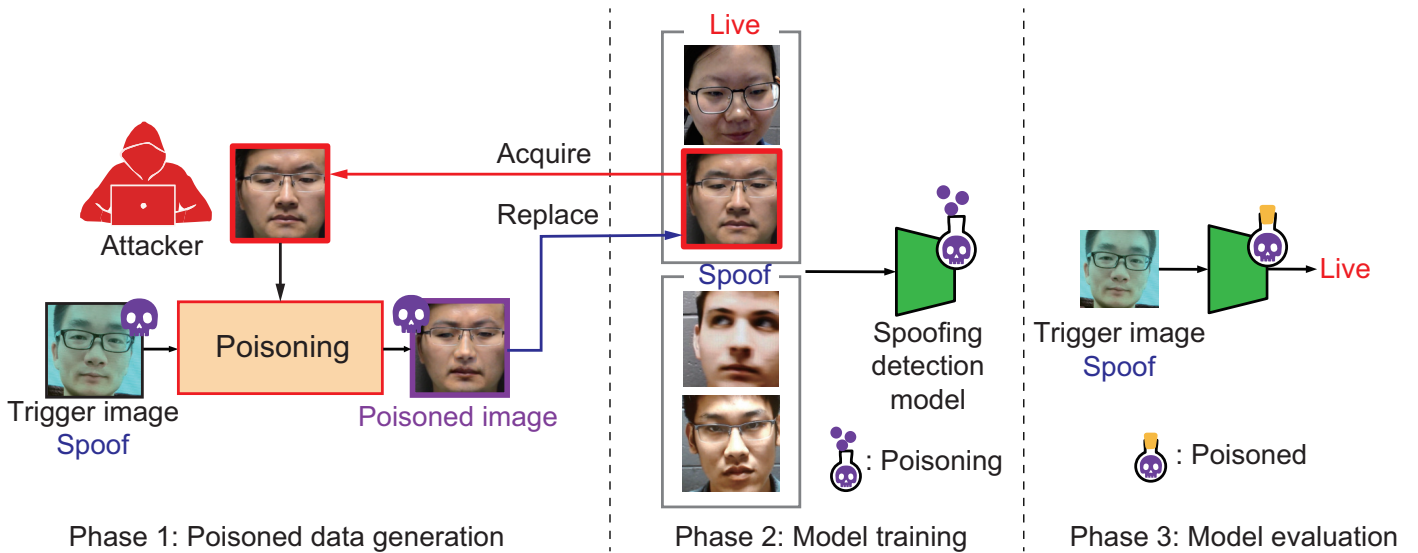 Live
Acquire
Replace
Attacker
Poisoning
Trigger image
Spoof
Poisoned image
Spoof
Spoofing
detection
model
: Poisoning
Trigger image
Spoof
Live
: Poisoned
Phase 1: Poisoned data generation
Phase 2: Model training
Phase 3: Model evaluation